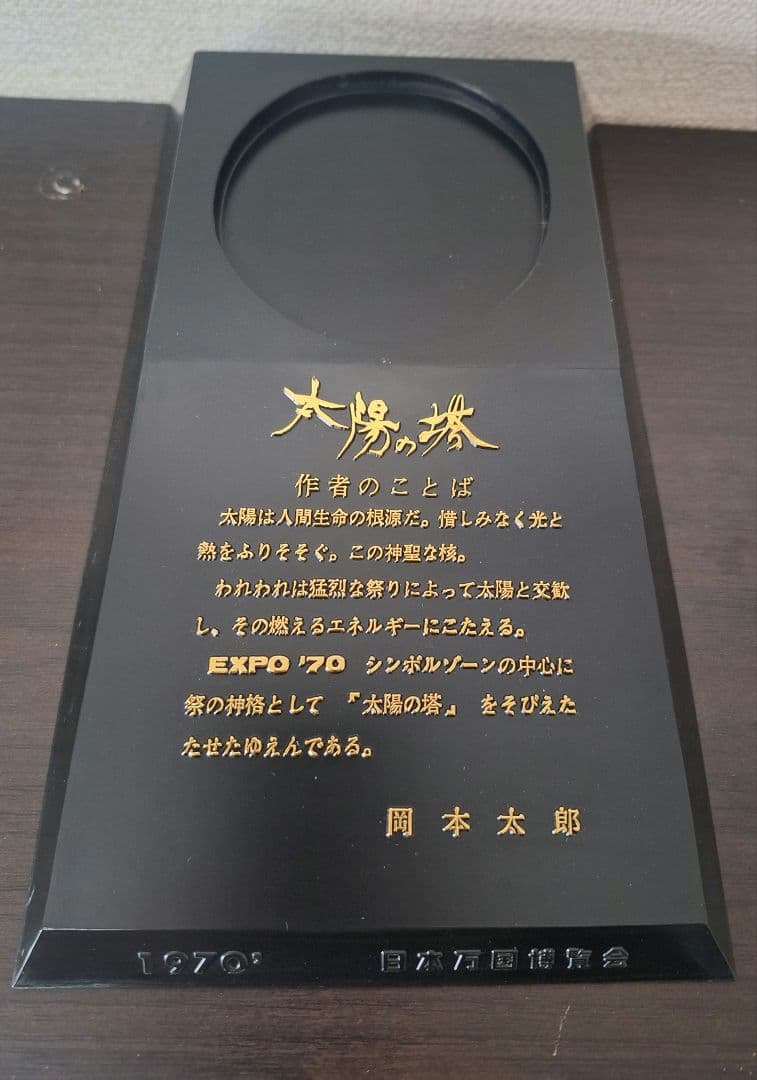 太陽の塔
作者のことば
太陽は人間生命の根源だ。惜しみなく光と
熱をふりそそぐ。この神聖な核。
われわれは猛烈な祭りによって太陽と交歓
し、その燃えるエネルギーにこたえる。
EXPO '70 シンボルゾーンの中心に
祭の神格として 『太陽の塔』 をそびえた
たせたゆえんである。
岡本太郎
1970' 日本万国博覧会